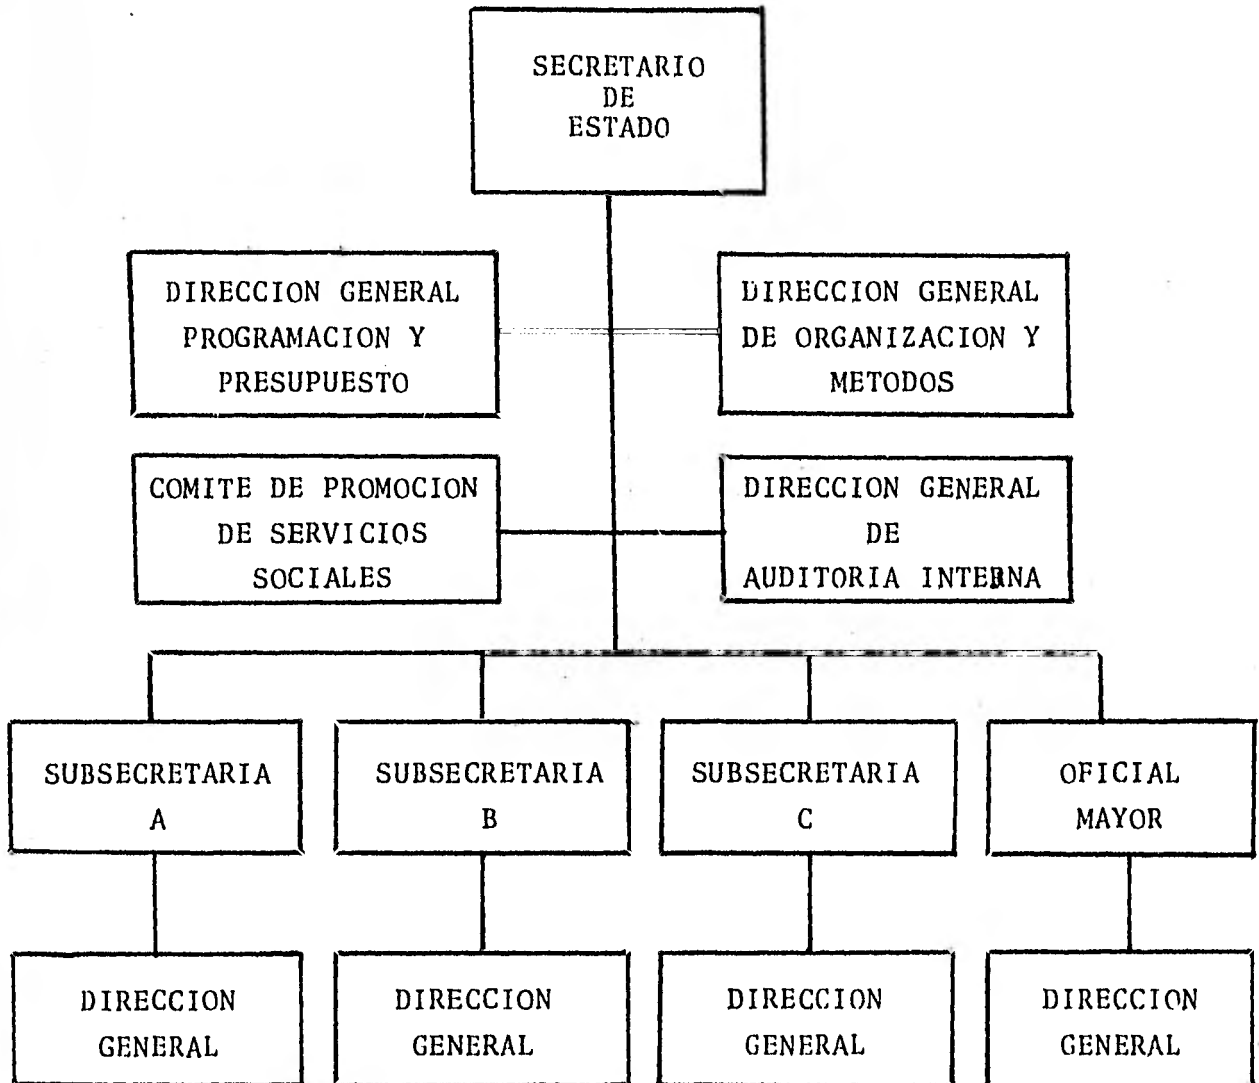 SECRETARIO
DE
ESTADO
DIRECCION GENERAL
PROGRAMACION Y
PRESUPUESTO
DIRECCION GENERAL
DE ORGANIZACION Y
METODOS
COMITE DE PROMOCION
DE SERVICIOS
SOCIALES
DIRECCION GENERAL
DE
AUDITORIA INTERNA
SUBSECRETARIA
A
SUBSECRETARIA
B
SUBSECRETARIA
C
OFICIAL
MAYOR
DIRECCION
GENERAL
DIRECCION
GENERAL
DIRECCION
GENERAL
DIRECCION
GENERAL